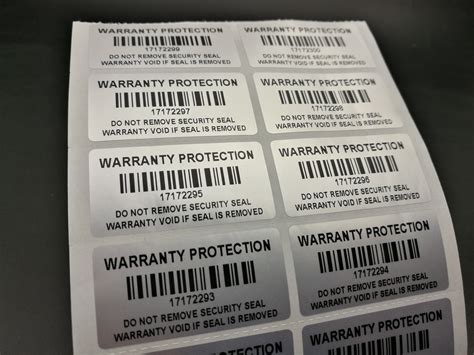 WARRANTY PROTECTION
17172299
DO NOT REMOVE SECURITY SEAL
WARRANTY VOID IF SEAL IS REMOVED
WARRANTY PROTECTION
17172300
DO NOT REMOVE SECURITY SEAL
WARRANTY VOID IF SEAL IS REMOVED
WARRANTY PROTECTION
17172297
DO NOT REMOVE SECURITY SEAL
WARRANTY VOID IF SEAL IS REMOVED
WARRANTY PROTECTION
17172298
DO NOT REMOVE SECURITY SEAL
WARRANTY VOID IF SEAL IS REMOVED
WARRANTY PROTECTION
17172295
DO NOT REMOVE SECURITY SEAL
WARRANTY VOID IF SEAL IS REMOVED
WARRANTY PROTECTION
17172296
DO NOT REMOVE SECURITY SEAL
WARRANTY VOID IF SEAL IS REMOVED
WARRANTY PROTECTION
17172293
DO NOT REMOVE SECURITY SEAL
WARRANTY VOID IF SEAL IS REMOVED
WARRANTY PROTECTION
17172294
DO NOT REMOVE SECURITY SEAL
WARRANTY VOID IF SEAL IS REMOVED
WARRANTY PROTECTION